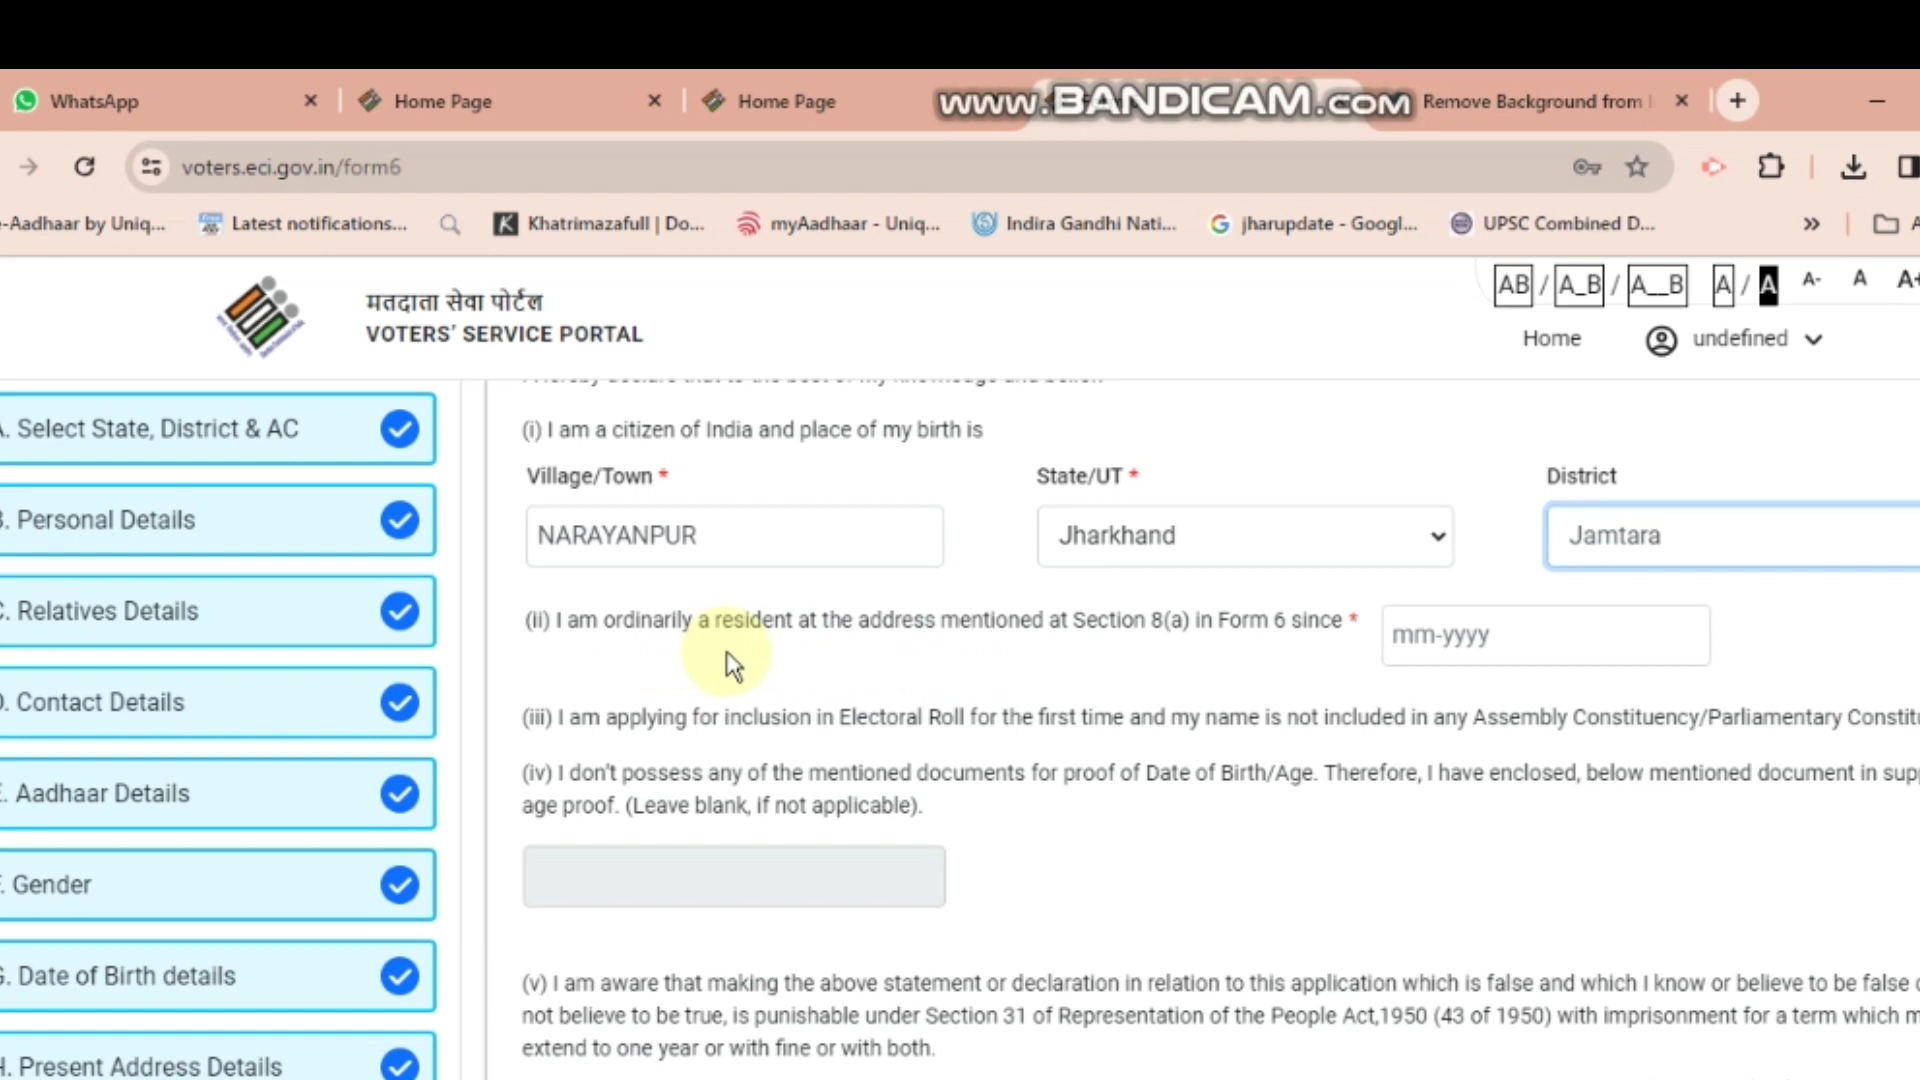 WhatsApp
Home Page
Home Page
www.BANDICAM.com
Remove Background from
voters.eci.gov.in/form6
-Aadhaar by Uniq...
Latest notifications...
Khatrimazafull | Do...
myAadhaar - Uniq...
Indira Gandhi Nati...
jharupdate - Googl...
UPSC Combined D...
मतदाता सेवा पोर्टल
VOTERS' SERVICE PORTAL
AB / A_B / A__B A / A A- A A+
Home
undefined
A. Select State, District & AC
B. Personal Details
C. Relatives Details
D. Contact Details
E. Aadhaar Details
F. Gender
G. Date of Birth details
H. Present Address Details
(i) I am a citizen of India and place of my birth is
Village/Town *
State/UT *
District
NARAYANPUR
Jharkhand
Jamtara
(ii) I am ordinarily a resident at the address mentioned at Section 8(a) in Form 6 since *
mm-yyyy
(iii) I am applying for inclusion in Electoral Roll for the first time and my name is not included in any Assembly Constituency/Parliamentary Constitu
(iv) I don't possess any of the mentioned documents for proof of Date of Birth/Age. Therefore, I have enclosed, below mentioned document in sup
age proof. (Leave blank, if not applicable).
(v) I am aware that making the above statement or declaration in relation to this application which is false and which I know or believe to be false
not believe to be true, is punishable under Section 31 of Representation of the People Act,1950 (43 of 1950) with imprisonment for a term which
extend to one year or with fine or with both.